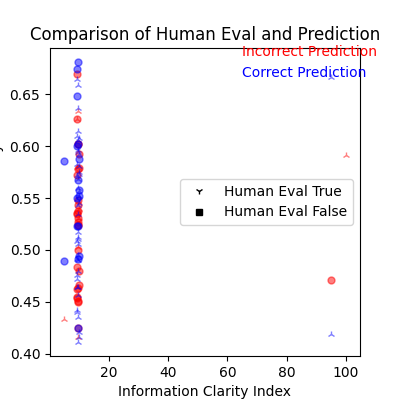 Comparison of Human Eval and Prediction
Incorrect Prediction
Correct Prediction
0.65
0.60
0.55
0.50
0.45
0.40
Human Eval True
Human Eval False
20
40
60
80
100
Information Clarity Index